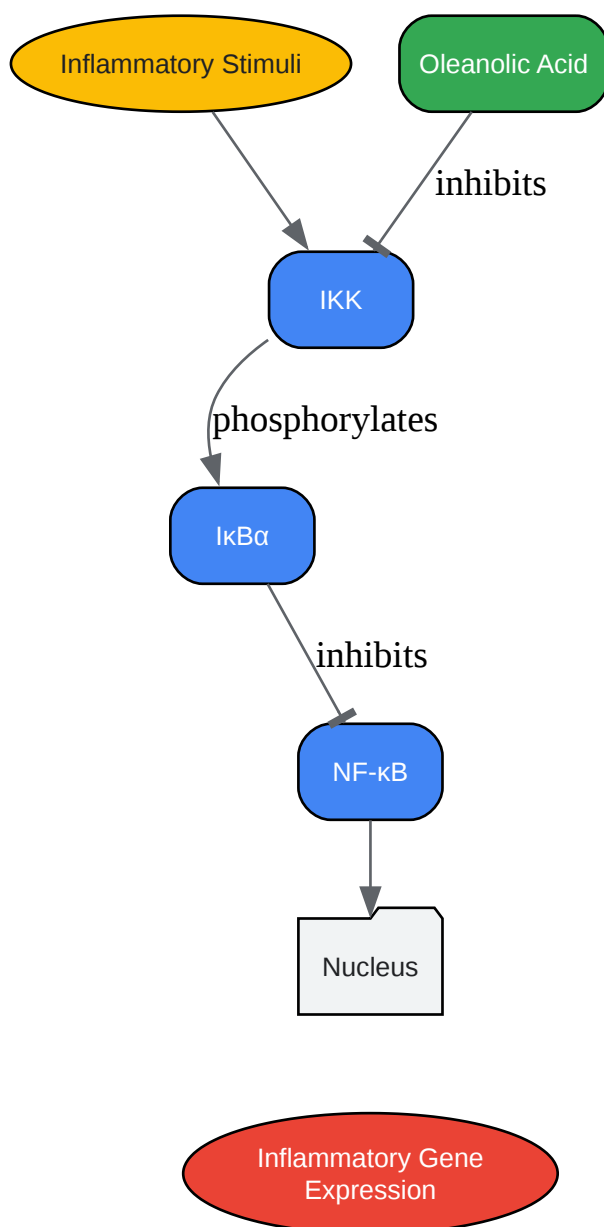 Inflammatory Stimuli
Oleanolic Acid
inhibits
IKK
phosphorylates
IκBα
inhibits
NF-κB
Nucleus
Inflammatory Gene
Expression